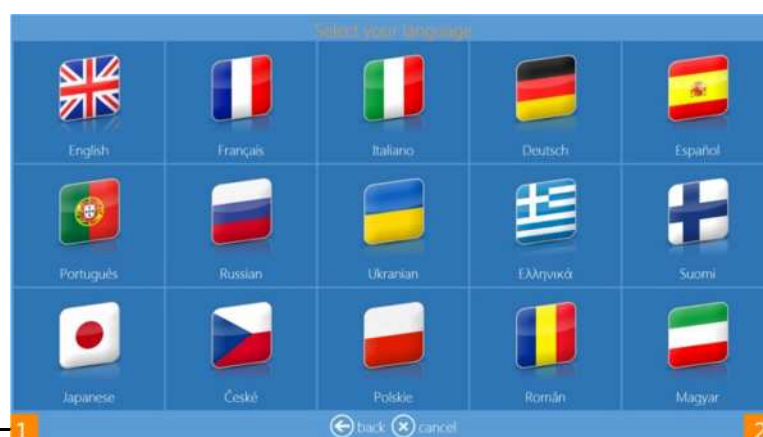 Select your language
English Français Italiano Deutsch Español
Português Russian Ukranian Ελληνικά Suomi
Japanese České Polskie Român Magyar
1 back cancel 2